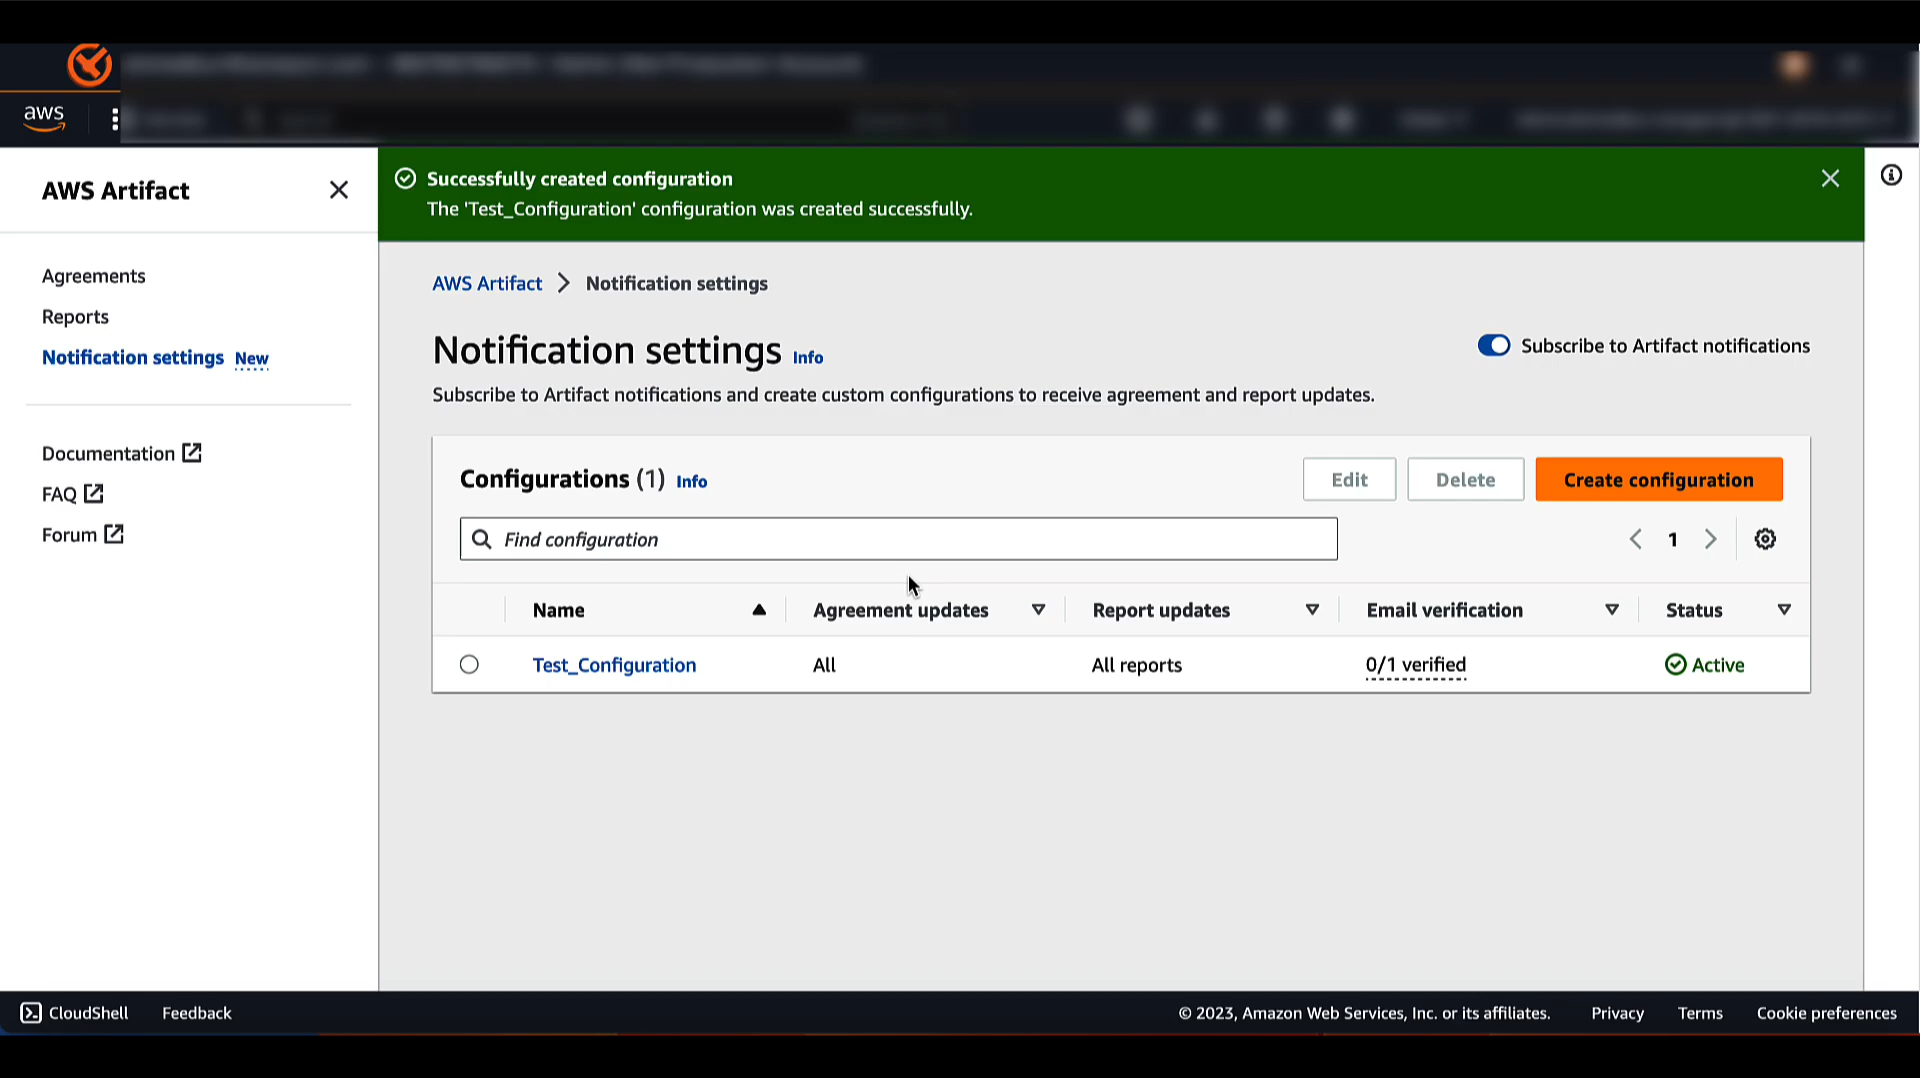 aws
AWS Artifact
Agreements
Reports
Notification settings New
Documentation
FAQ
Forum
Successfully created configuration
The 'Test_Configuration' configuration was created successfully.
AWS Artifact Notification settings
Notification settings Info
Subscribe to Artifact notifications
Subscribe to Artifact notifications and create custom configurations to receive agreement and report updates.
Configurations (1) Info
Edit Delete Create configuration
Find configuration
1
Name Agreement updates Report updates Email verification Status
Test_Configuration All All reports 0/1 verified Active
CloudShell Feedback © 2023, Amazon Web Services, Inc. or its affiliates. Privacy Terms Cookie preferences